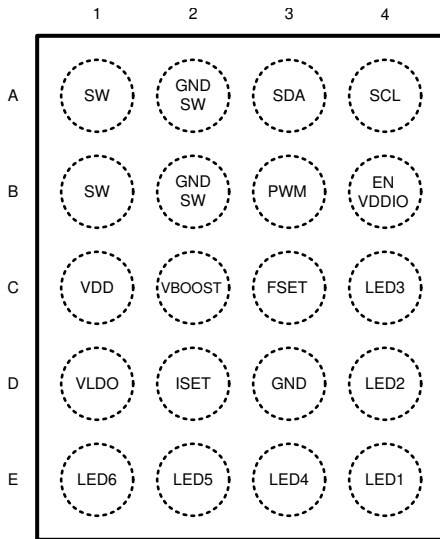 1 2 3 4
A SW GND SW SDA SCL
B SW GND SW PWM EN VDDIO
C VDD VBOOST FSET LED3
D VLDO ISET GND LED2
E LED6 LED5 LED4 LED1